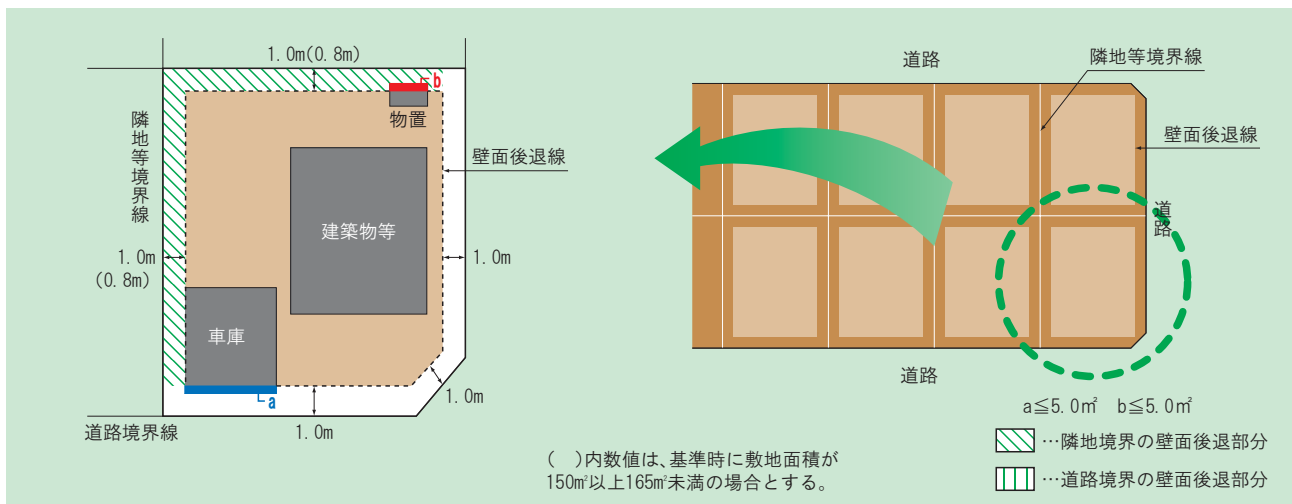 1.0m(0.8m)
b
物置
隣地等境界線
壁面後退線
建築物等
1.0m
(0.8m)
1.0m
車庫
a
1.0m
道路境界線
1.0m
道路
隣地等境界線
壁面後退線
道路
道路
a≦5.0㎡ b≦5.0㎡
…隣地境界の壁面後退部分
…道路境界の壁面後退部分
( )内数値は、基準時に敷地面積が
150㎡以上165㎡未満の場合とする。